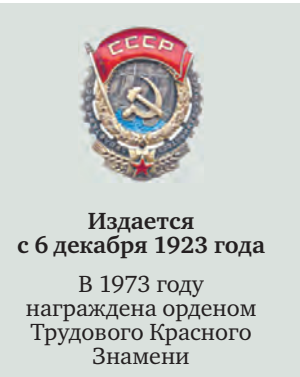 СССР
Издается
с 6 декабря 1923 года
В 1973 году
награждена орденом
Трудового Красного
Знамени